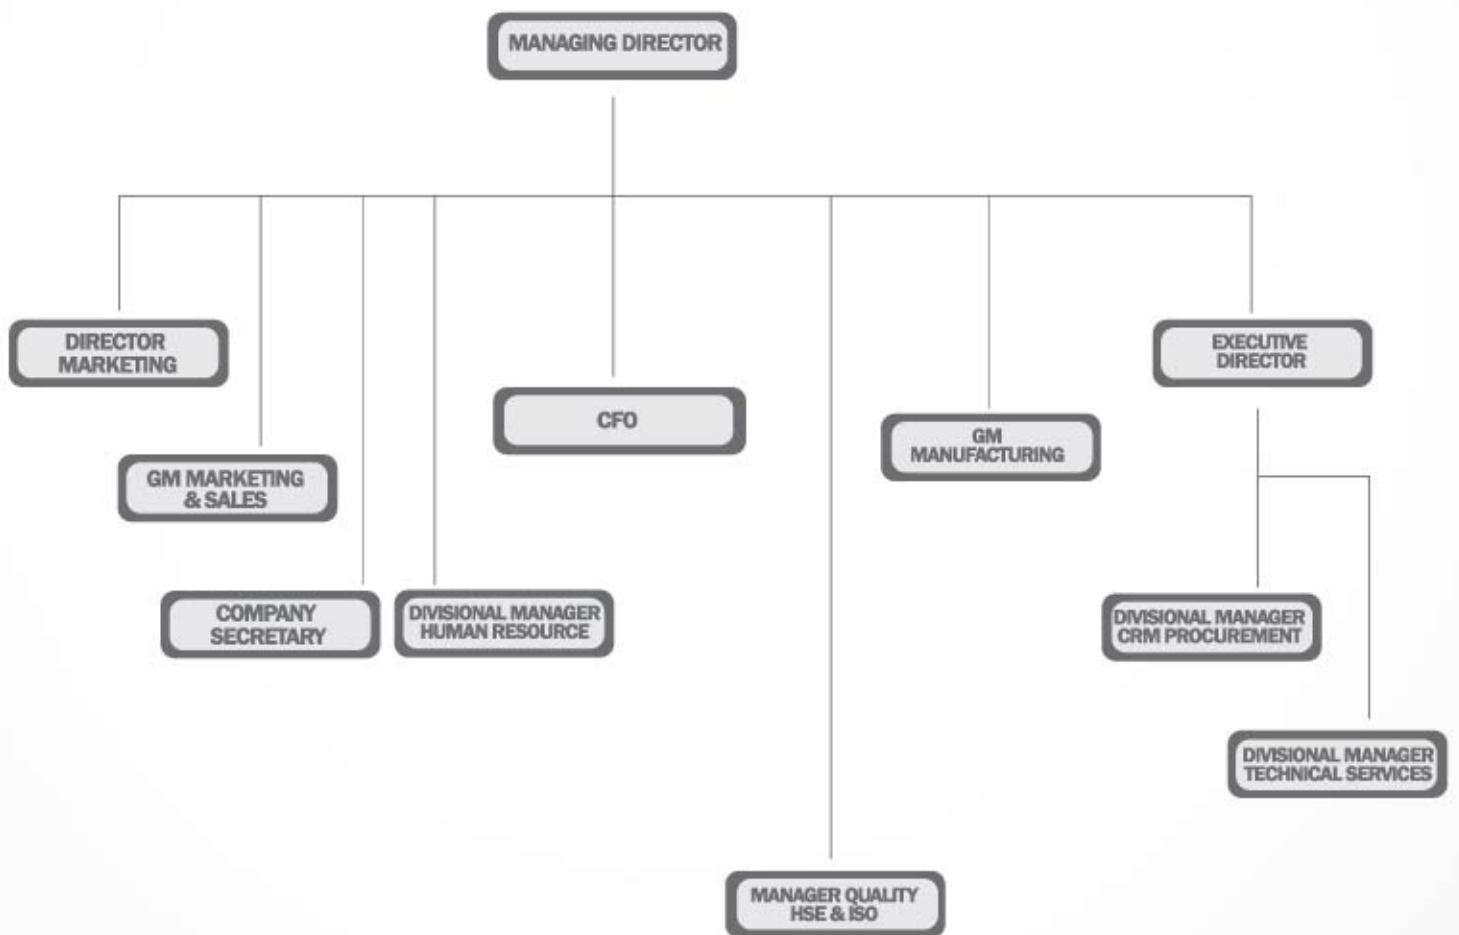 MANAGING DIRECTOR
DIRECTOR
MARKETING
EXECUTIVE
DIRECTOR
CFO
GM
MANUFACTURING
GM MARKETING
& SALES
COMPANY
SECRETARY
DIVISIONAL MANAGER
HUMAN RESOURCE
DIVISIONAL MANAGER
CRM PROCUREMENT
DIVISIONAL MANAGER
TECHNICAL SERVICES
MANAGER QUALITY
HSE & ISO